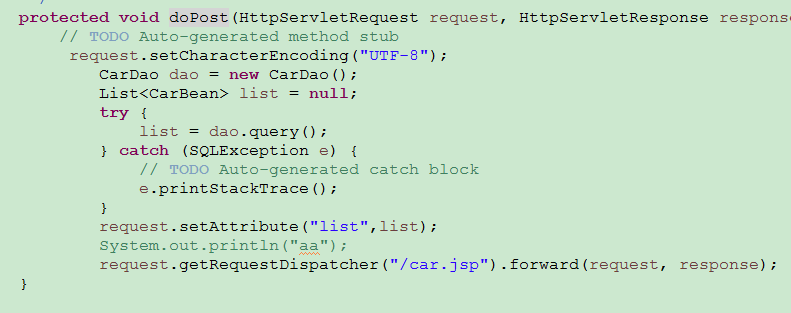 protected void doPost(HttpServletRequest request, HttpServletResponse respons
// TODO Auto-generated method stub
request.setCharacterEncoding("UTF-8");
CarDao dao = new CarDao();
List<CarBean> list = null;
try {
list = dao.query();
} catch (SQLException e) {
// TODO Auto-generated catch block
e.printStackTrace();
}
request.setAttribute("list",list);
System.out.println("aa");
request.getRequestDispatcher("/car.jsp").forward(request, response);
}